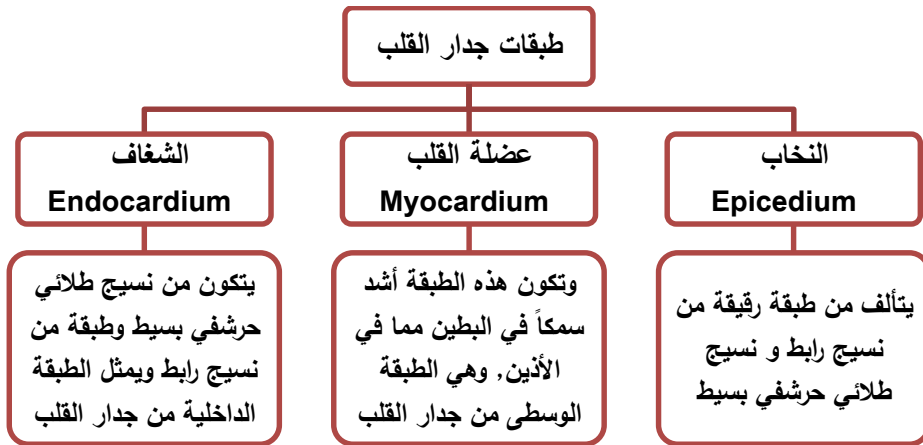 طبقات جدار القلب
النخاب
Epicedium
عضلة القلب
Myocardium
الشغاف
Endocardium
يتألف من طبقة رقيقة من
نسيج رابط و نسيج
طلائي حرشفي بسيط
وتكون هذه الطبقة أشد
سمكاً في البطين مما في
الأذين, وهي الطبقة
الوسطى من جدار القلب
يتكون من نسيج طلائي
حرشفي بسيط وطبقة من
نسيج رابط ويمثل الطبقة
الداخلية من جدار القلب